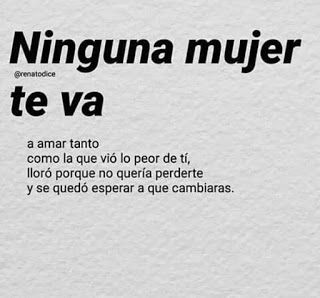 Ninguna mujer
@renatodice
te va
a amar tanto
como la que vió lo peor de tí,
lloró porque no quería perderte
y se quedó esperar a que cambiaras.